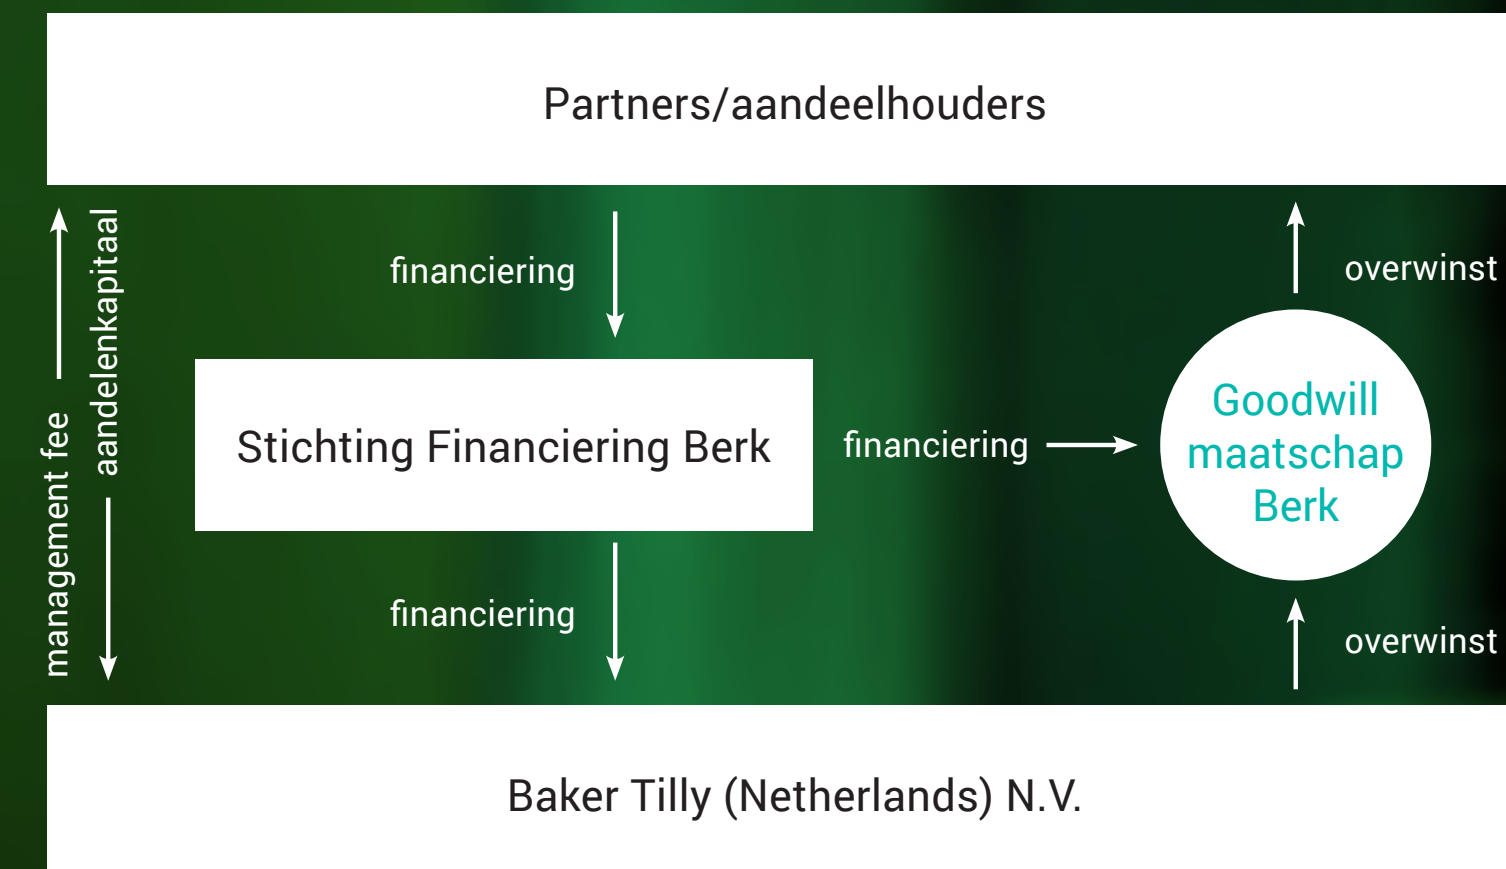 Partners/aandeelhouders
management fee
aandelenkapitaal
financiering
overwinst
Stichting Financiering Berk
financiering
Goodwill
maatschap
Berk
financiering
overwinst
Baker Tilly (Netherlands) N.V.